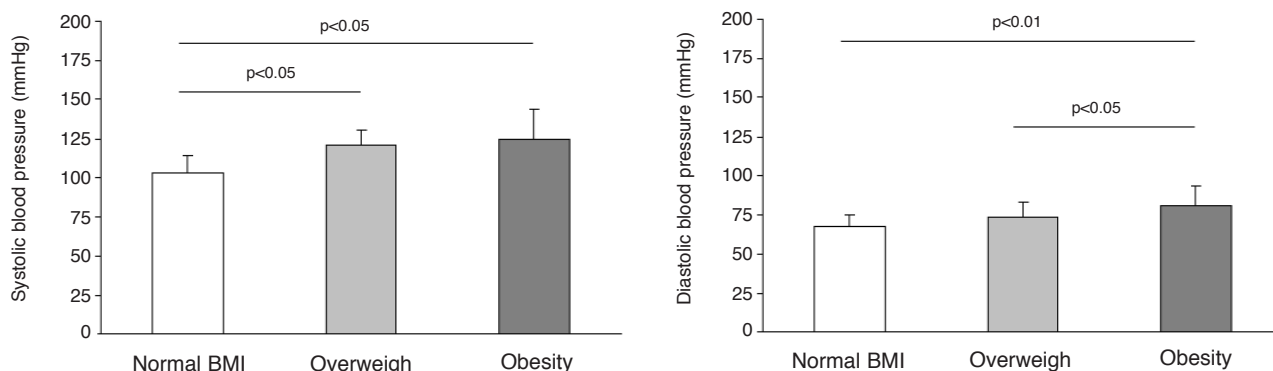 Systolic blood pressure (mmHg)
200
175
150
125
100
75
50
25
0
p<0.05
p<0.05
Normal BMI
Overweigh
Obesity
Diastolic blood pressure (mmHg)
200
175
150
125
100
75
50
25
0
p<0.01
p<0.05
Normal BMI
Overweigh
Obesity